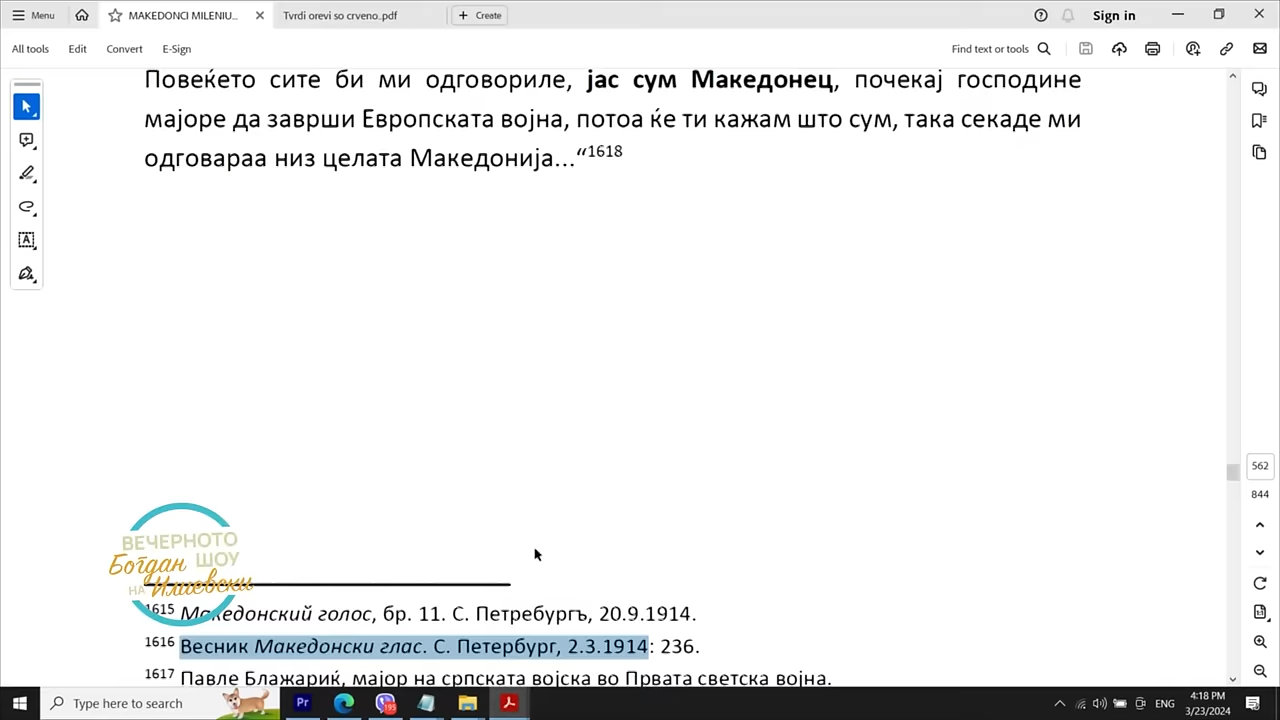 Menu
MAKEDONCI MILENIU...
Tvrdi orevi so crveno.pdf
Create
Sign in
All tools
Edit
Convert
E-Sign
Find text or tools
Повеќето сите би ми одговориле, јас сум Македонец, почекај господине
мајоре да заврши Европската војна, потоа ќе ти кажам што сум, така секаде ми
одговараа низ целата Македонија...“1618
562
844
ВЕЧЕРНОТО
ШОУ
НА
Богдан
Илиевски
1615 Македонский голос, бр. 11. С. Петребургъ, 20.9.1914.
1616 Весник Македонски глас. С. Петербург, 2.3.1914: 236.
1617 Павле Блажариќ, мајор на српската војска во Првата светска војна.
Type here to search
Pr
195
ENG
4:18 PM
3/23/2024